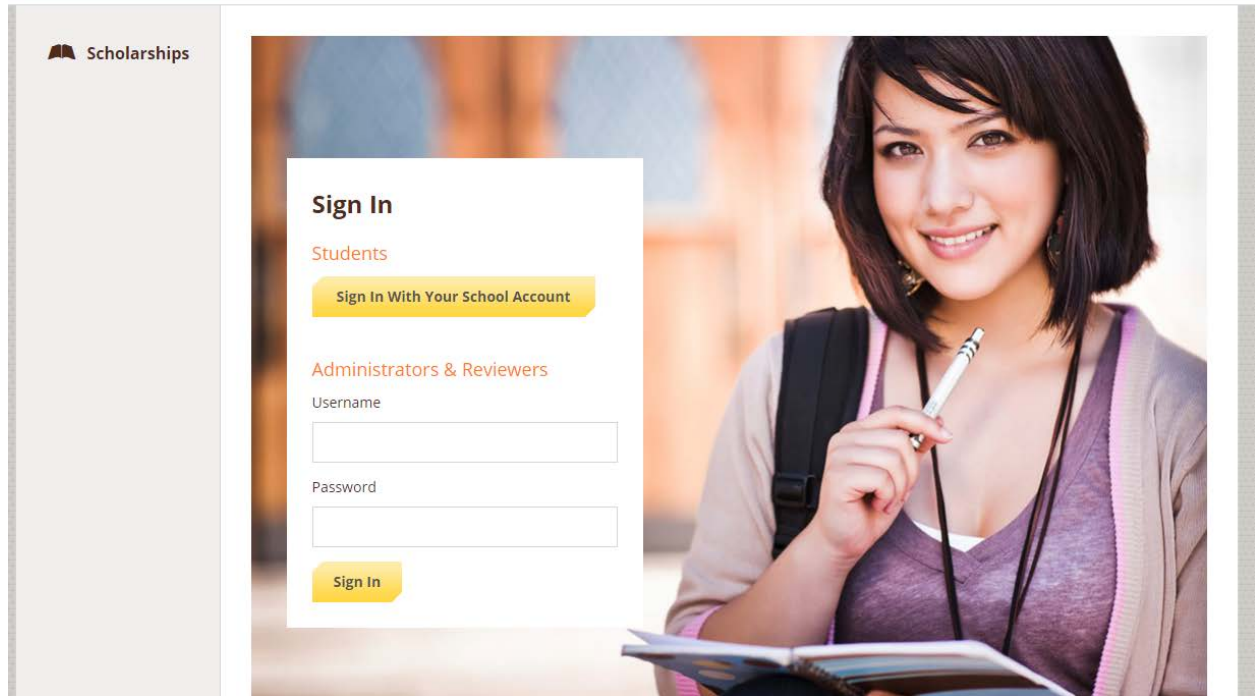 Scholarships
Sign In
Students
Sign In With Your School Account
Administrators & Reviewers
Username
Password
Sign In